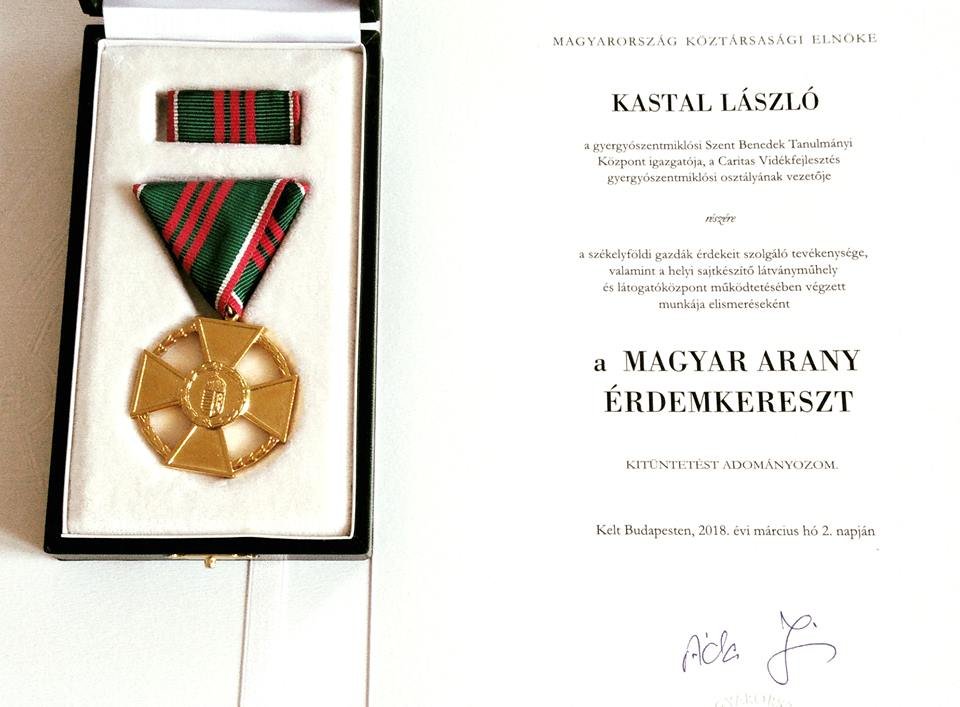 MAGYARORSZÁG KÖZTÁRSASÁGI ELNÖKE
KASTAL LÁSZLÓ
a gyergyószentmiklósi Szent Benedek Tanulmányi
Központ igazgatója, a Caritas Vidékfejlesztés
gyergyószentmiklósi osztályának vezetője
részére
a székelyföldi gazdák érdekeit szolgáló tevékenysége,
valamint a helyi sajtkészítő látványműhely
és látogatóközpont működtetésében végzett
munkája elismeréseként
a MAGYAR ARANY
ÉRDEMKERESZT
KITÜNTETÉST ADOMÁNYOZOM.
Kelt Budapesten, 2018. évi március hó 2. napján